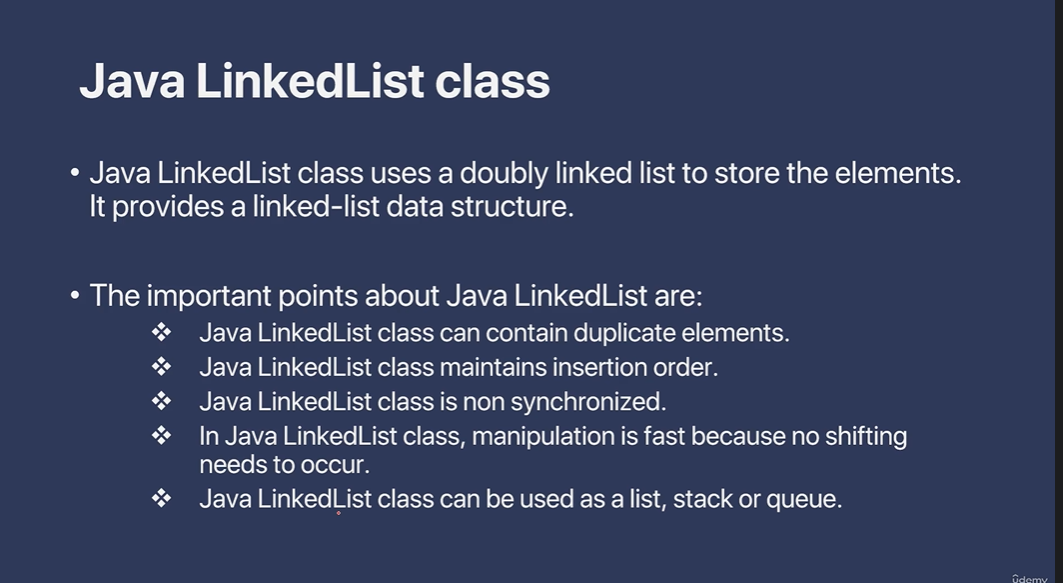 Java LinkedList class
• Java LinkedList class uses a doubly linked list to store the elements.
It provides a linked-list data structure.
• The important points about Java LinkedList are:
❖ Java LinkedList class can contain duplicate elements.
❖ Java LinkedList class maintains insertion order.
❖ Java LinkedList class is non synchronized.
❖ In Java LinkedList class, manipulation is fast because no shifting
needs to occur.
❖ Java LinkedList class can be used as a list, stack or queue.
ûdemy